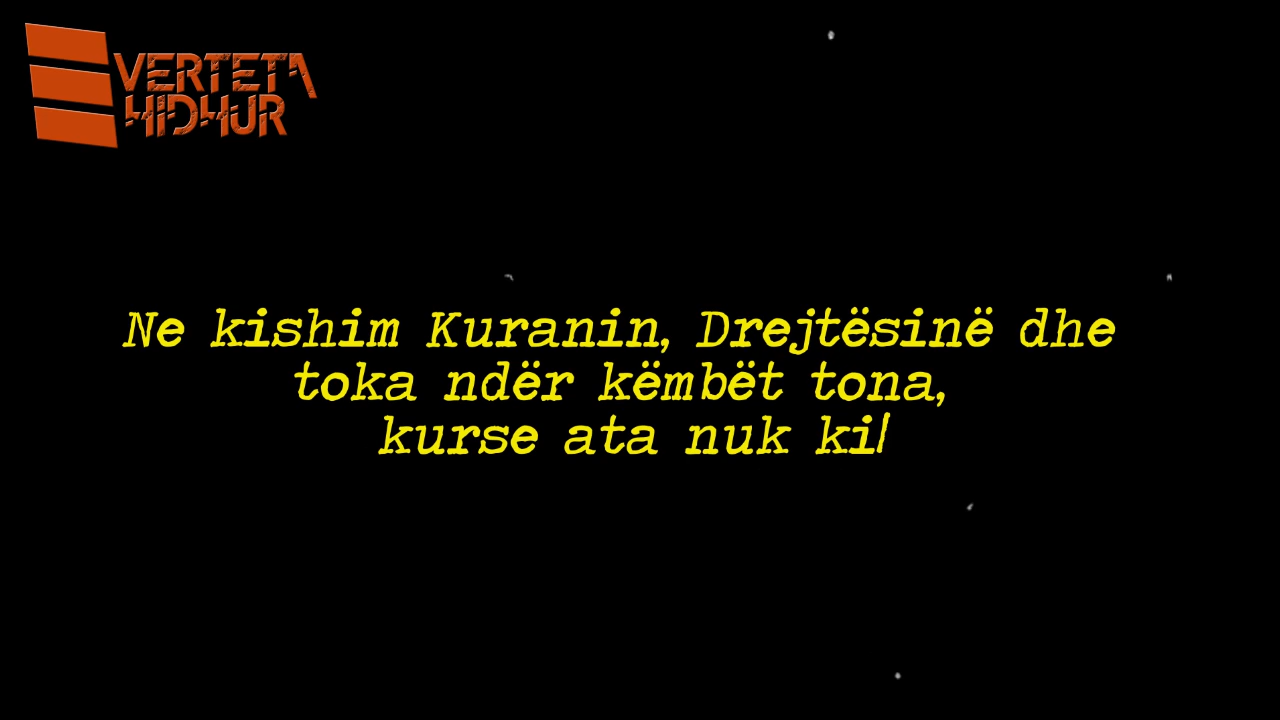 E VERTETA
HIDHUR
Ne kishim Kuranin, Drejtësinë dhe
toka ndër këmbët tona,
kurse ata nuk ki